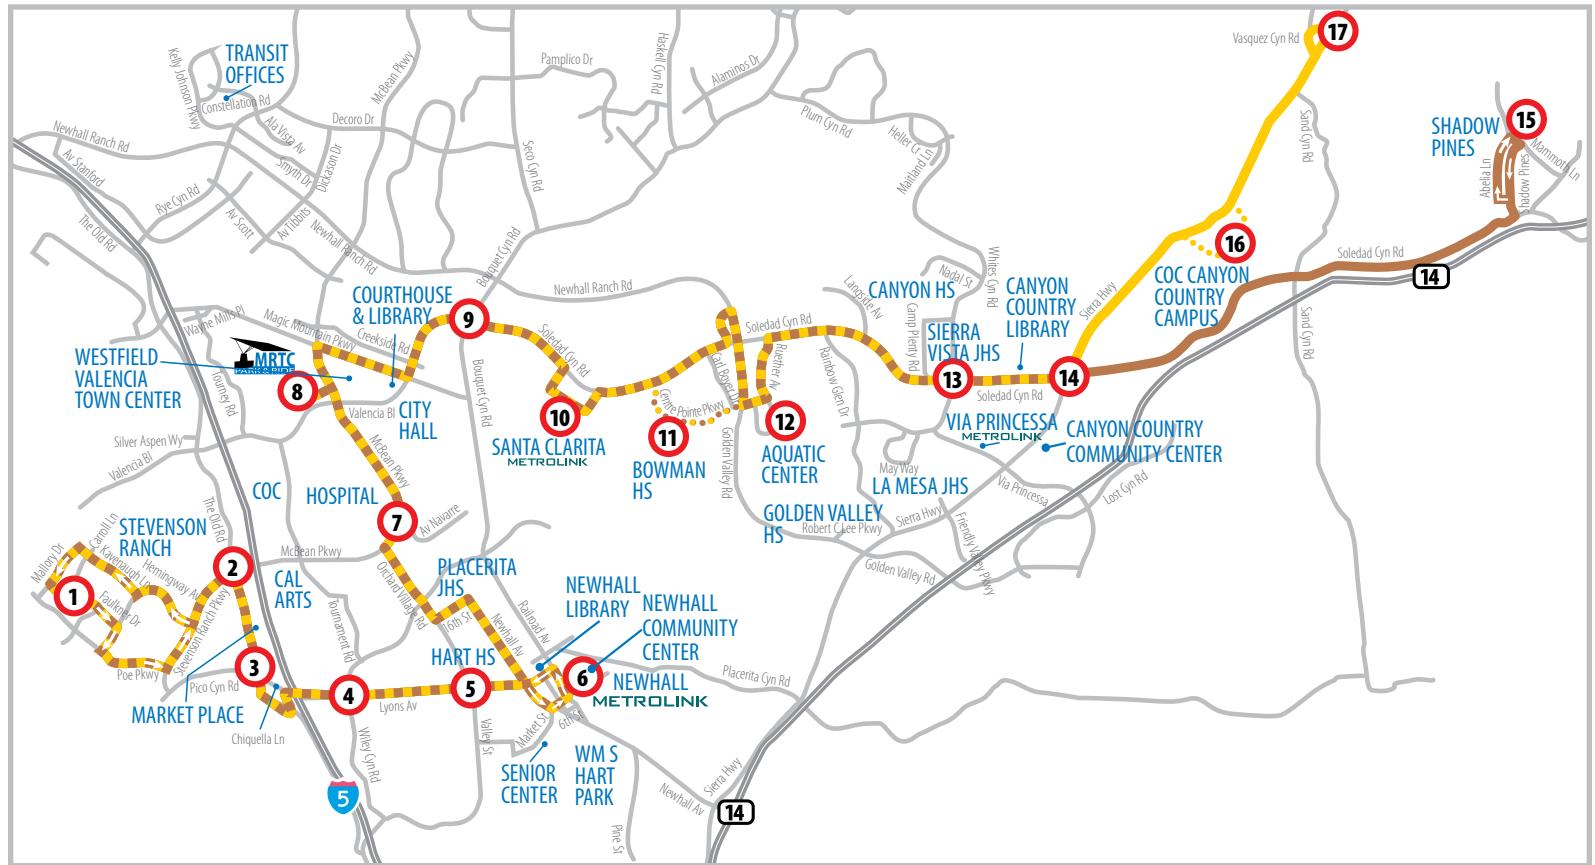 17
Vasquez Cyn Rd
TRANSIT
OFFICES
Kelly Johnson Pkwy
Constellation Rd
Ala Vista Av
McBean Pkwy
Decoro Dr
Pamplico Dr
Haskell Cyn Rd
Alaminos Dr
Plum Cyn Rd
Heller Cr
Maitland Ln
Sand Cyn Rd
SHADOW
PINES
15
Mammoth Ln
Abelia Ln
Shadow Pines
Newhall Ranch Rd
Av Stanford
Smyth Dr
Dickason Dr
Seco Cyn Rd
Rye Cyn Rd
Av Scott
Av Tibbits
The Old Rd
Newhall Ranch Rd
Bouquet Cyn Rd
Newhall Ranch Rd
16
COC CANYON
COUNTRY
CAMPUS
Soledad Cyn Rd
14
Whites Cyn Rd
Nadal St
Langside Av
CANYON HS
CANYON
COUNTRY
LIBRARY
Sierra Hwy
Camp Plenty Rd
SIERRA
VISTA JHS
Sand Cyn Rd
COURTHOUSE
& LIBRARY
9
Wayne Mills Pl
Magic Mountain Pkwy
Creekside Rd
Soledad Cyn Rd
Soledad Cyn Rd
WESTFIELD
VALENCIA
TOWN CENTER
MRTC
PARK & RIDE
8
Tourney Rd
Bouquet Cyn Rd
Carl Boyer Dr
Ruether Av
Rainbow Glen Dr
13
14
Soledad Cyn Rd
Valencia Bl
CITY
HALL
10
SANTA CLARITA
METROLINK
Centre Pointe Pkwy
11
BOWMAN
HS
12
AQUATIC
CENTER
VIA PRINCESSA
METROLINK
CANYON COUNTRY
COMMUNITY CENTER
Silver Aspen Wy
Valencia Bl
McBean Pkwy
Golden Valley Rd
May Way
LA MESA JHS
Via Princessa
Lost Cyn Rd
The Old Rd
COC
HOSPITAL
7
Av Navarre
GOLDEN VALLEY
HS
Robert C Lee Pkwy
Sierra Hwy
Friendly Valley Pkwy
Golden Valley Rd
STEVENSON
RANCH
Carroll Ln
Mallory Dr
Kavenaugh Ln
Hemingway Av
1
Faulkner Dr
2
McBean Pkwy
CAL
ARTS
Orchard Village Rd
PLACERITA
JHS
16th St
Newhall Av
Railroad Av
NEWHALL
LIBRARY
NEWHALL
COMMUNITY
CENTER
Stevenson Ranch Pkwy
Poe Pkwy
Tournament Rd
HART HS
3
Pico Cyn Rd
4
Lyons Av
5
6
NEWHALL
METROLINK
Placerita Cyn Rd
MARKET PLACE
Chiquella Ln
Wiley Cyn Rd
Valley St
Market St
6th St
SENIOR
CENTER
WM S
HART
PARK
5
Newhall Av
Sierra Hwy
14
Pine St